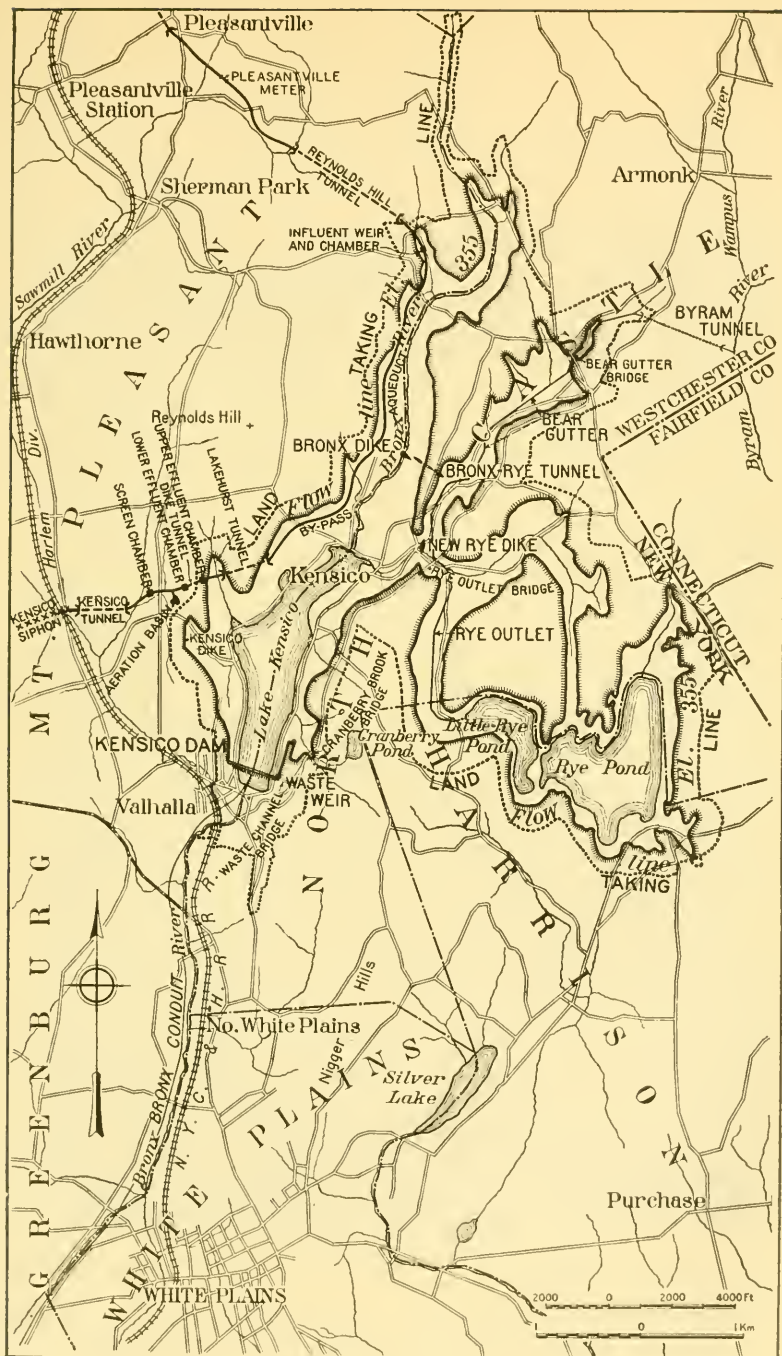 Pleasantville
PLEASANTVILLE
METER
Pleasantville
Station
REYNOLDS HILL
TUNNEL
LINE
River
Armonk
Wampus
River
Sherman Park
INFLUENT WEIR
AND CHAMBER
355
Sawmill River
Hawthorne
TAKING
El
line
Bronx AQUEDUCT River
BYRAM
TUNNEL
BEAR GUTTER
BRIDGE
WESTCHESTER CO
FAIRFIELD CO
Byram
River
Reynolds Hill
BEAR
GUTTER
BRONX DIKE
BRONX-RYE TUNNEL
UPPER EFFLUENT CHAMBER
DIKE TUNNEL
LOWER EFFLUENT CHAMBER
SCREEN CHAMBER
LAKEHURST TUNNEL
LAND
Flow
BY-PASS
Harlem Div.
Kensico
NEW RYE DIKE
RYE OUTLET BRIDGE
CONNECTICUT
NEW YORK
KENSICO
SIPHON
KENSICO
TUNNEL
AERATION BASIN
KENSICO
DIKE
Lake Kensico
RYE OUTLET
355
El
LINE
CRANBERRY BROOK
BRIDGE
Cranberry
Pond
Little Rye
Pond
Rye Pond
KENSICO DAM
WASTE
WEIR
LAND
Flow
line
TAKING
Valhalla
WASTE CHANNEL
BRIDGE
MT. PLEASANT
NORTH CASTLE
HARRISON
GREENBURG
WHITE PLAINS
Bronx BRONX CONDUIT River
N. Y. C. & H. R. R. R.
No. White Plains
Nigger Hills
Silver
Lake
Purchase
WHITE PLAINS
2000 0 2000 4000 Ft
1 0 1 Km